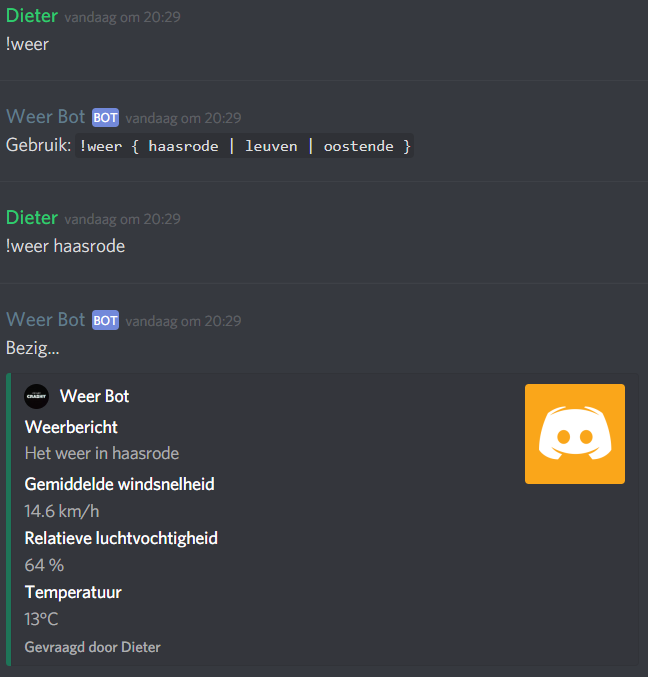 Dieter vandaag om 20:29
!weer
Weer Bot BOT vandaag om 20:29
Gebruik: !weer { haasrode | leuven | oostende }
Dieter vandaag om 20:29
!weer haasrode
Weer Bot BOT vandaag om 20:29
Bezig...
Weer Bot
Weerbericht
Het weer in haasrode
Gemiddelde windsnelheid
14.6 km/h
Relatieve luchtvochtigheid
64 %
Temperatuur
13°C
Gevraagd door Dieter